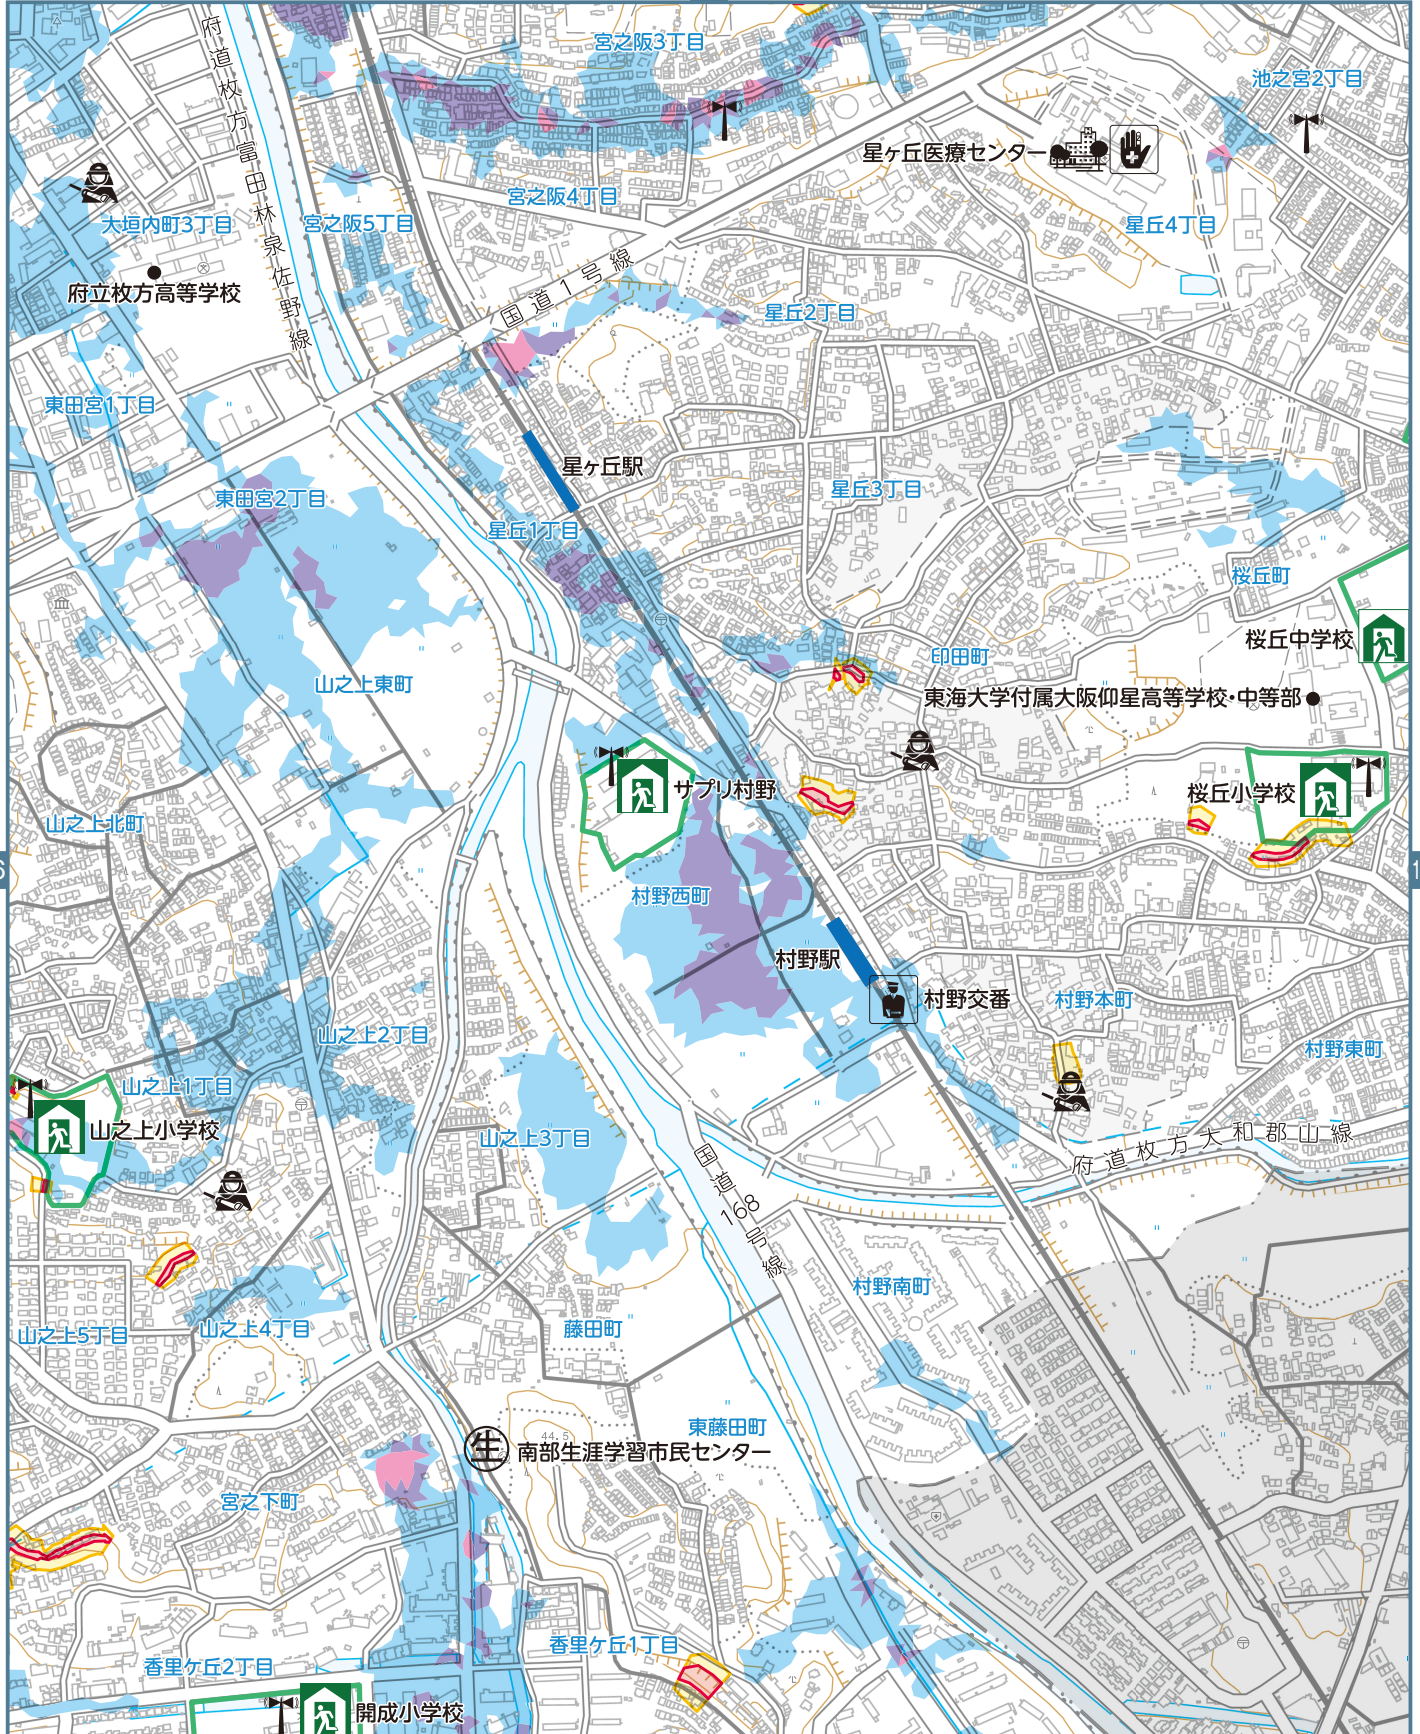 府道枚方富田林泉佐野線
宮之阪3丁目
池之宮2丁目
星ヶ丘医療センター
宮之阪4丁目
大垣内町3丁目
宮之阪5丁目
星丘4丁目
府立枚方高等学校
国道1号線
星丘2丁目
東田宮1丁目
星ヶ丘駅
東田宮2丁目
星丘3丁目
星丘1丁目
桜丘町
桜丘中学校
印田町
山之上東町
東海大学付属大阪仰星高等学校・中等部
サプリ村野
桜丘小学校
山之上北町
村野西町
村野駅
村野交番
村野本町
山之上2丁目
村野東町
山之上1丁目
山之上小学校
山之上3丁目
府道枚方大和郡山線
国道168号線
村野南町
山之上5丁目
山之上4丁目
藤田町
東藤田町
44.5
生
南部生涯学習市民センター
宮之下町
香里ケ丘1丁目
香里ケ丘2丁目
開成小学校